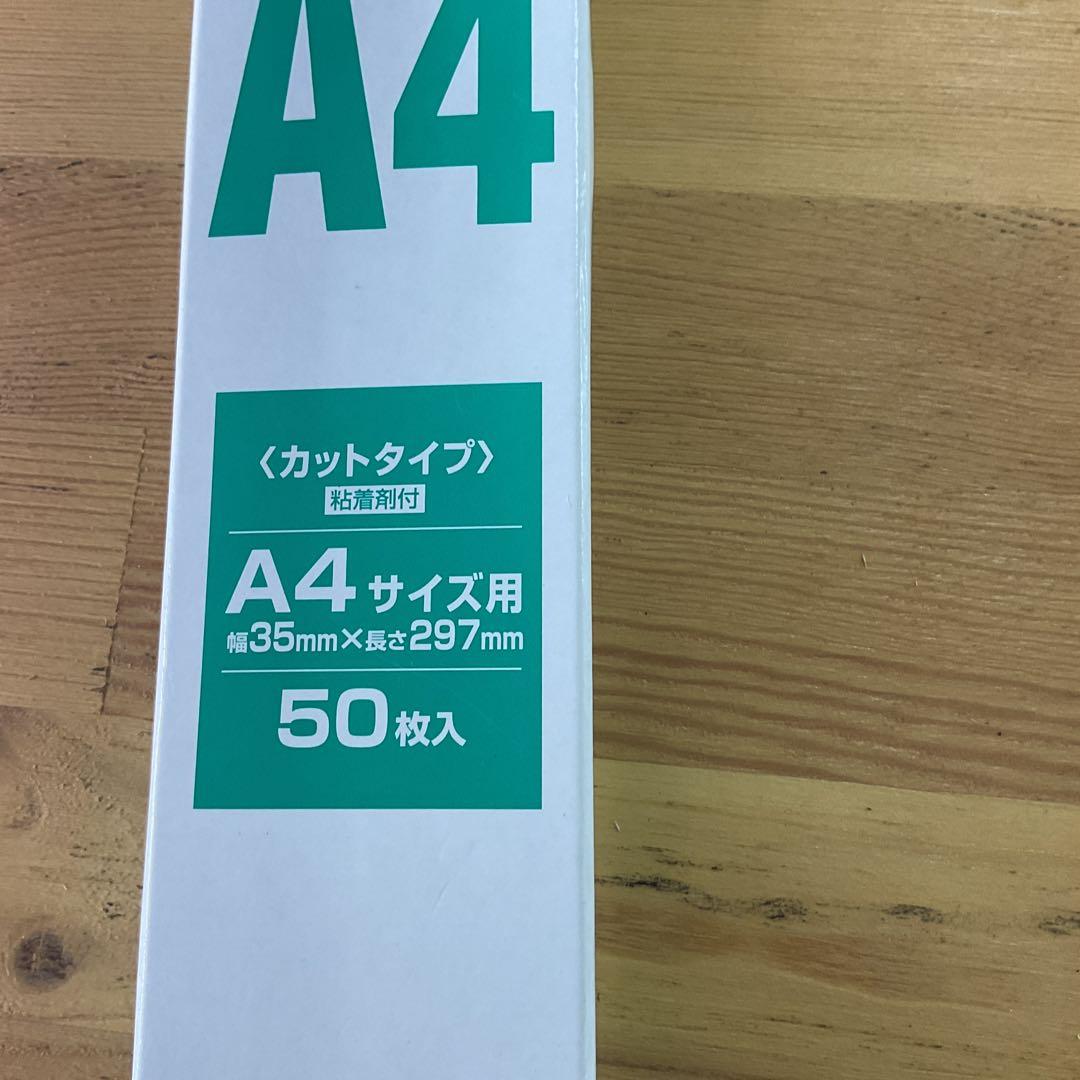 A4
〈カットタイプ〉
粘着剤付
A4サイズ用
幅35mm×長さ297mm
50枚入